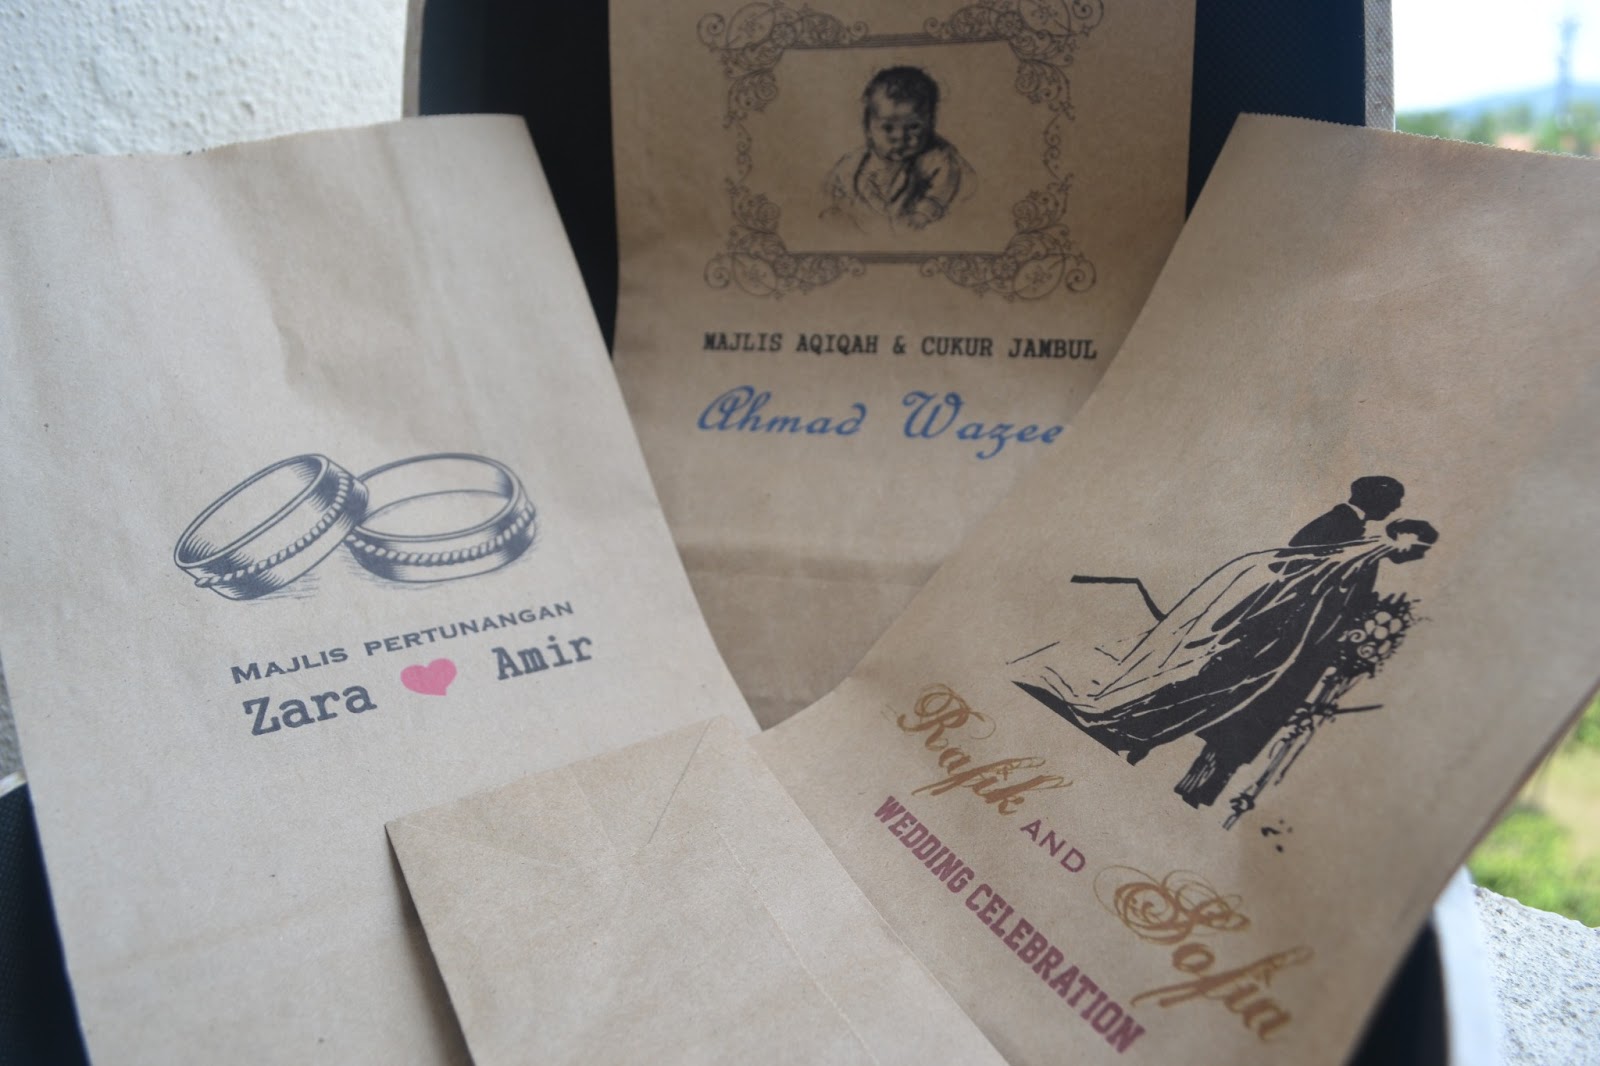 MAJLIS PERTUNANGAN
Zara Amir
MAJLIS AQIQAH & CUKUR JAMBUL
Ahmad Wazee
Rafik AND Sofia
WEDDING CELEBRATION